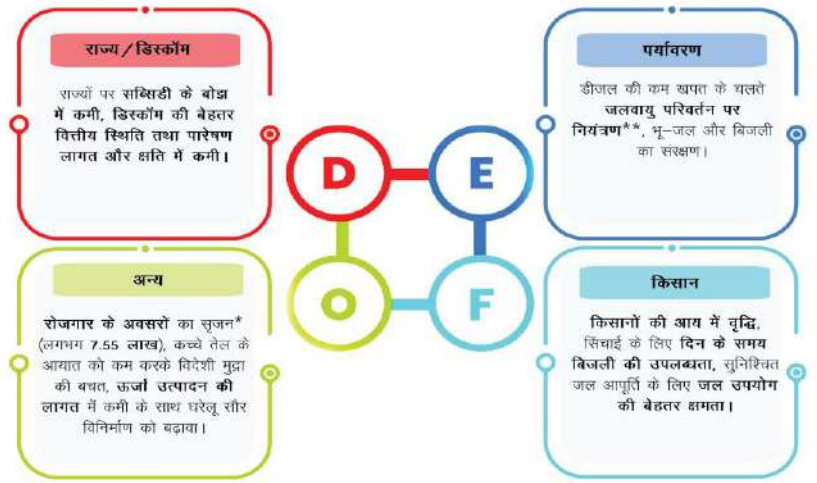 राज्य/डिस्कॉम
राज्यों पर सब्सिडी के बोझ
में कमी, डिस्कॉम की बेहतर
वित्तीय स्थिति तथा पारेषण
लागत और क्षति में कमी।
पर्यावरण
डीजल की कम खपत के चलते
जलवायु परिवर्तन पर
नियंत्रण**, भू-जल और बिजली
का संरक्षण।
D
E
O
F
अन्य
रोजगार के अवसरों का सृजन*
(लगभग 7.55 लाख), कच्चे तेल के
आयात को कम करके विदेशी मुद्रा
की बचत, ऊर्जा उत्पादन की
लागत में कमी के साथ घरेलू सौर
विनिर्माण को बढ़ावा।
किसान
किसानों की आय में वृद्धि,
सिंचाई के लिए दिन के समय
बिजली की उपलब्धता, सुनिश्चित
जल आपूर्ति के लिए जल उपयोग
की बेहतर क्षमता।